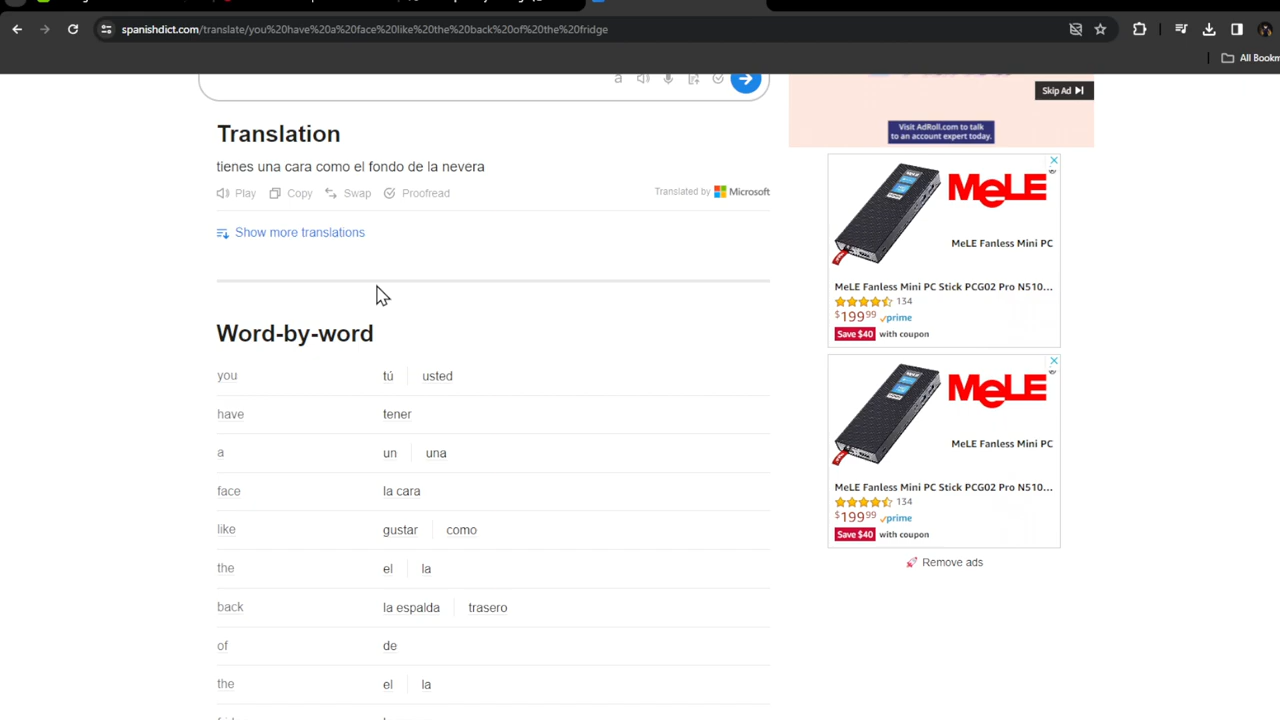 spanishdict.com/translate/you%20have%20a%20face%20like%20the%20back%20of%20the%20fridge
All Bookm
Skip Ad
Visit AdRoll.com to talk
to an account expert today.
Translation
tienes una cara como el fondo de la nevera
Play Copy Swap Proofread
Translated by Microsoft
Show more translations
Word-by-word
you tú usted
have tener
a un una
face la cara
like gustar como
the el la
back la espalda trasero
of de
the el la
MeLE
MeLE Fanless Mini PC
MeLE Fanless Mini PC Stick PCG02 Pro N510...
134
$199⁹⁹ prime
Save $40 with coupon
MeLE
MeLE Fanless Mini PC
MeLE Fanless Mini PC Stick PCG02 Pro N510...
134
$199⁹⁹ prime
Save $40 with coupon
Remove ads